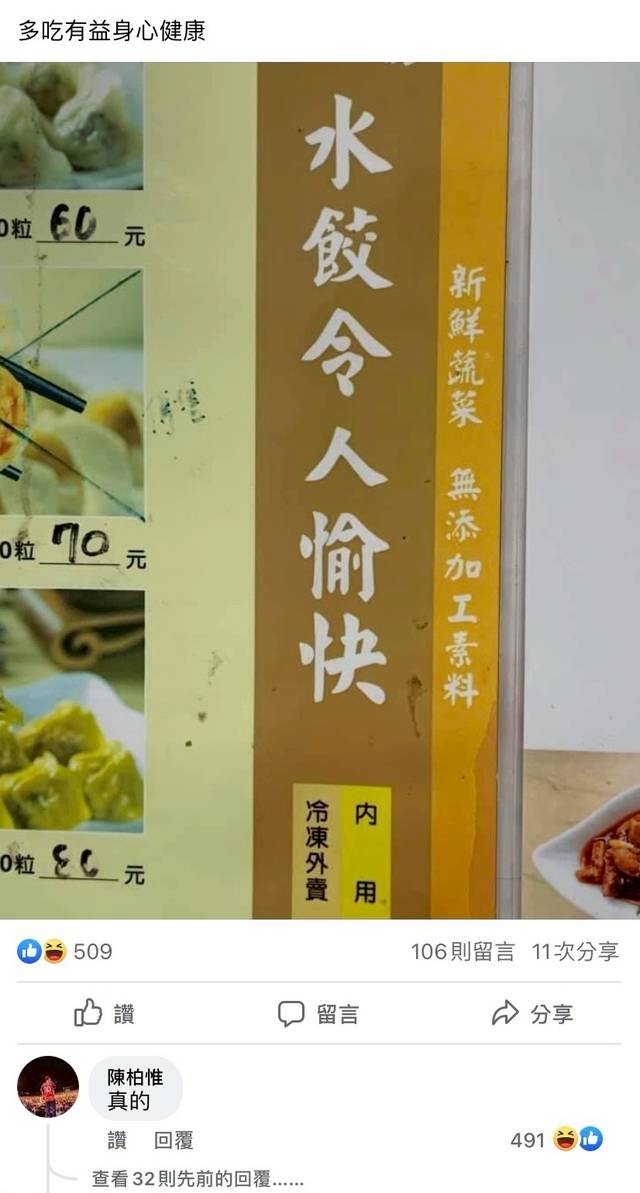 多吃有益身心健康
水餃令人愉快
新鮮蔬菜 無添加工素料
0粒 60 元
0粒 70 元
0粒 80 元
冷凍外賣
內用
509
106則留言 11次分享
讚 留言 分享
陳柏惟
真的
讚 回覆
491
查看32則先前的回覆......